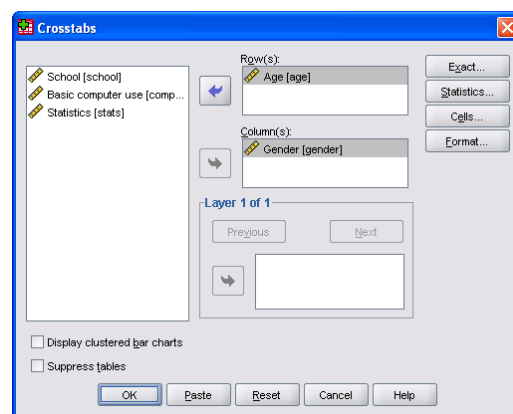 Crosstabs
School [school]
Basic computer use [comp...
Statistics [stats]
Row(s):
Age [age]
Column(s):
Gender [gender]
Layer 1 of 1
Previous
Next
Exact...
Statistics...
Cells...
Format...
Display clustered bar charts
Suppress tables
OK
Paste
Reset
Cancel
Help